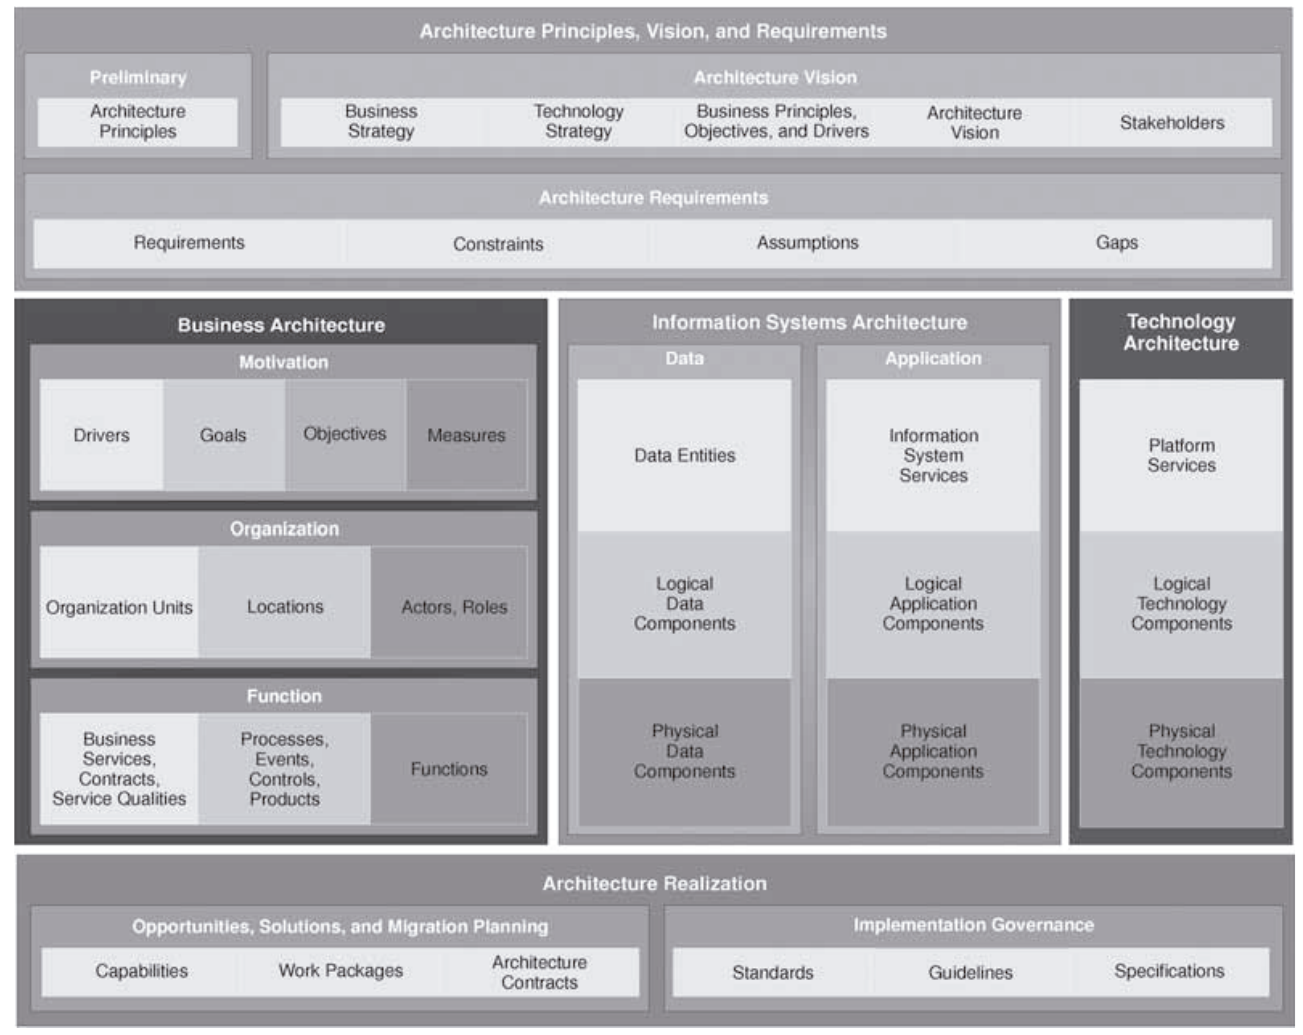 Architecture Principles, Vision, and Requirements
Preliminary
Architecture
Principles
Architecture Vision
Business
Strategy
Technology
Strategy
Business Principles,
Objectives, and Drivers
Architecture
Vision
Stakeholders
Architecture Requirements
Requirements
Constraints
Assumptions
Gaps
Business Architecture
Motivation
Drivers
Goals
Objectives
Measures
Organization
Organization Units
Locations
Actors, Roles
Function
Business
Services,
Contracts,
Service Qualities
Processes,
Events,
Controls,
Products
Functions
Information Systems Architecture
Data
Data Entities
Logical
Data
Components
Physical
Data
Components
Application
Information
System
Services
Logical
Application
Components
Physical
Application
Components
Technology
Architecture
Platform
Services
Logical
Technology
Components
Physical
Technology
Components
Architecture Realization
Opportunities, Solutions, and Migration Planning
Capabilities
Work Packages
Architecture
Contracts
Implementation Governance
Standards
Guidelines
Specifications